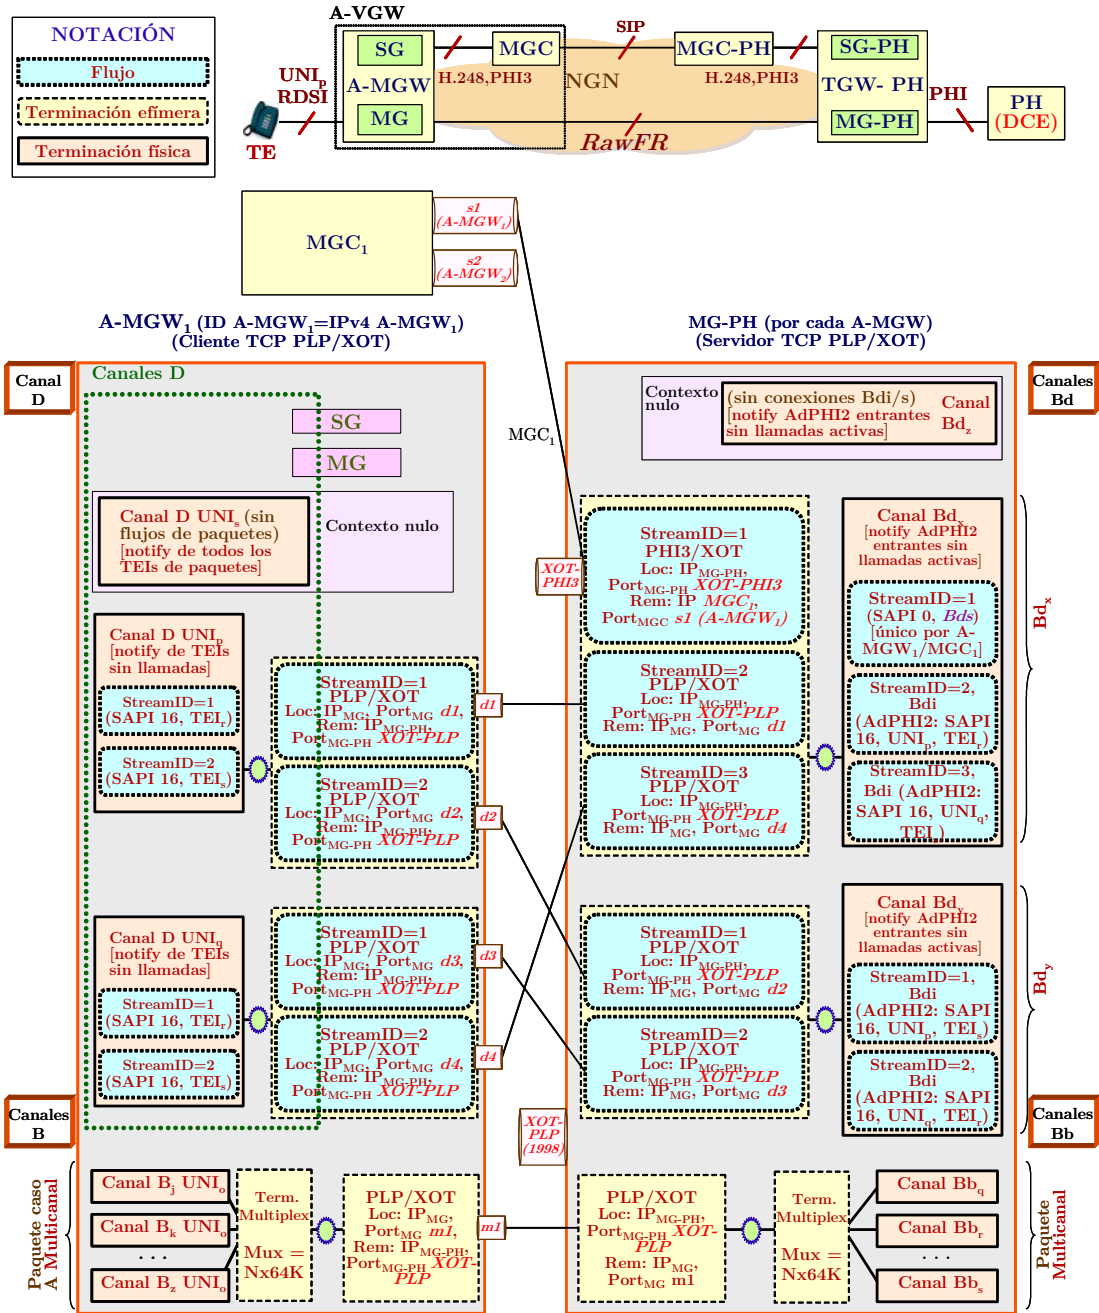 NOTACIÓN
Flujo
Terminación efímera
Terminación física
A-VGW
SG
A-MGW
MG
MGC
H.248,PHI3
UNIp
RDSI
TE
SIP
NGN
RawFR
MGC-PH
H.248,PHI3
SG-PH
TGW- PH
MG-PH
PHI
PH
(DCE)
MGC1
s1
(A-MGW1)
s2
(A-MGW2)
MGC1
A-MGW1 (ID A-MGW1=IPv4 A-MGW1)
(Cliente TCP PLP/XOT)
MG-PH (por cada A-MGW)
(Servidor TCP PLP/XOT)
Canal
D
Canales D
SG
MG
Canal D UNIs (sin
flujos de paquetes)
[notify de todos los
TEIs de paquetes]
Contexto nulo
Canal D UNIp
[notify de TEIs
sin llamadas]
StreamID=1
(SAPI 16, TEIr)
StreamID=2
(SAPI 16, TEIs)
StreamID=1
PLP/XOT
Loc: IPMG, PortMG d1,
Rem: IPMG-PH,
PortMG-PH XOT-PLP
d1
StreamID=2
PLP/XOT
Loc: IPMG, PortMG d2,
Rem: IPMG-PH,
PortMG-PH XOT-PLP
d2
Canal D UNIq
[notify de TEIs
sin llamadas]
StreamID=1
(SAPI 16, TEIr)
StreamID=2
(SAPI 16, TEIs)
StreamID=1
PLP/XOT
Loc: IPMG, PortMG d3,
Rem: IPMG-PH,
PortMG-PH XOT-PLP
d3
StreamID=2
PLP/XOT
Loc: IPMG, PortMG d4,
Rem: IPMG-PH,
PortMG-PH XOT-PLP
d4
Canales
B
Paquete caso
A Multicanal
Canal Bj UNIo
Canal Bk UNIo
. . .
Canal Bz UNIo
Term.
Multiplex
Mux =
Nx64K
PLP/XOT
Loc: IPMG,
PortMG m1,
Rem: IPMG-PH,
PortMG-PH XOT-
PLP
m1
Canales
Bd
Contexto
nulo
(sin conexiones Bdi/s)
[notify AdPHI2 entrantes
sin llamadas activas]
Canal
Bdz
XOT-
PHI3
StreamID=1
PHI3/XOT
Loc: IPMG-PH,
PortMG-PH XOT-PHI3
Rem: IP MGC1,
PortMGC s1 (A-MGW1)
StreamID=2
PLP/XOT
Loc: IPMG-PH,
PortMG-PH XOT-PLP
Rem: IPMG, PortMG d1
StreamID=3
PLP/XOT
Loc: IPMG-PH,
PortMG-PH XOT-PLP
Rem: IPMG, PortMG d4
Canal Bdx
[notify AdPHI2
entrantes sin
llamadas activas]
StreamID=1
(SAPI 0, Bds)
[único por A-
MGW1/MGC1]
StreamID=2,
Bdi
(AdPHI2: SAPI
16, UNIp, TEIr)
StreamID=3,
Bdi (AdPHI2:
SAPI 16, UNIq,
Bdx
StreamID=1
PLP/XOT
Loc: IPMG-PH,
PortMG-PH XOT-PLP
Rem: IPMG, PortMG d2
StreamID=2
PLP/XOT
Loc: IPMG-PH,
PortMG-PH XOT-PLP
Rem: IPMG, PortMG d3
Canal Bdy
[notify AdPHI2
entrantes sin
llamadas activas]
StreamID=1,
Bdi
(AdPHI2: SAPI
16, UNIp, TEIs)
StreamID=2,
Bdi
(AdPHI2: SAPI
16, UNIq, TEIr)
Bdy
Canales
Bb
XOT-
PLP
(1998)
PLP/XOT
Loc: IPMG-PH,
PortMG-PH XOT-
PLP
Rem: IPMG,
PortMG m1
Term.
Multiplex
Mux =
Nx64K
Canal Bbq
Canal Bbr
. . .
Canal Bbs
Paquete
Multicanal